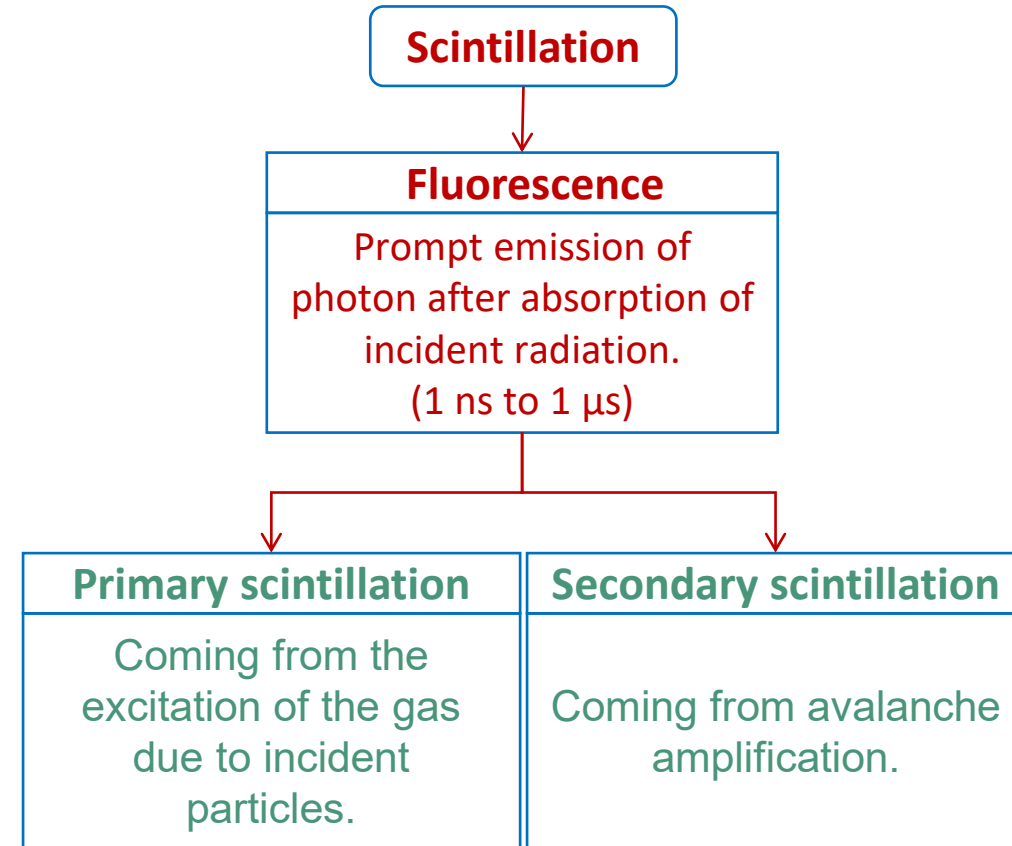 Scintillation
Fluorescence
Prompt emission of
photon after absorption of
incident radiation.
(1 ns to 1 μs)
Primary scintillation
Coming from the
excitation of the gas
due to incident
particles.
Secondary scintillation
Coming from avalanche
amplification.